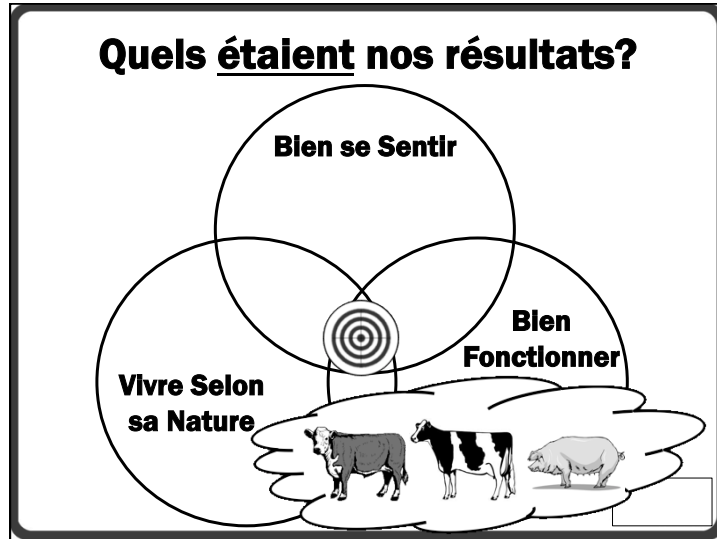 Quels étaient nos résultats?
Bien se Sentir
Bien
Fonctionner
Vivre Selon
sa Nature